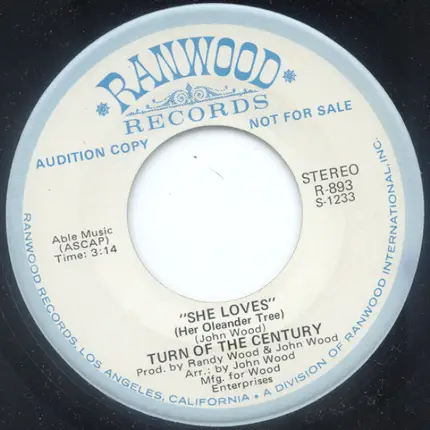 RANWOOD
RECORDS
AUDITION COPY
NOT FOR SALE
STEREO
R-893
S-1233
Able Music
(ASCAP)
Time: 3:14
"SHE LOVES"
(Her Oleander Tree)
(John Wood)
TURN OF THE CENTURY
Prod. by Randy Wood & John Wood
Arr.: by John Wood
Mfg. for Wood
Enterprises
RANWOOD RECORDS, LOS ANGELES, CALIFORNIA • A DIVISION OF RANWOOD INTERNATIONAL, INC.